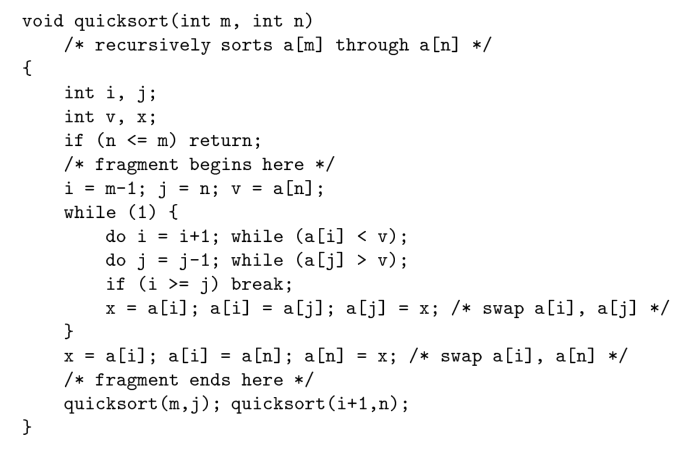 void quicksort(int m, int n)
    /* recursively sorts a[m] through a[n] */
{
    int i, j;
    int v, x;
    if (n <= m) return;
    /* fragment begins here */
    i = m-1; j = n; v = a[n];
    while (1) {
        do i = i+1; while (a[i] < v);
        do j = j-1; while (a[j] > v);
        if (i >= j) break;
        x = a[i]; a[i] = a[j]; a[j] = x; /* swap a[i], a[j] */
    }
    x = a[i]; a[i] = a[n]; a[n] = x; /* swap a[i], a[n] */
    /* fragment ends here */
    quicksort(m,j); quicksort(i+1,n);
}